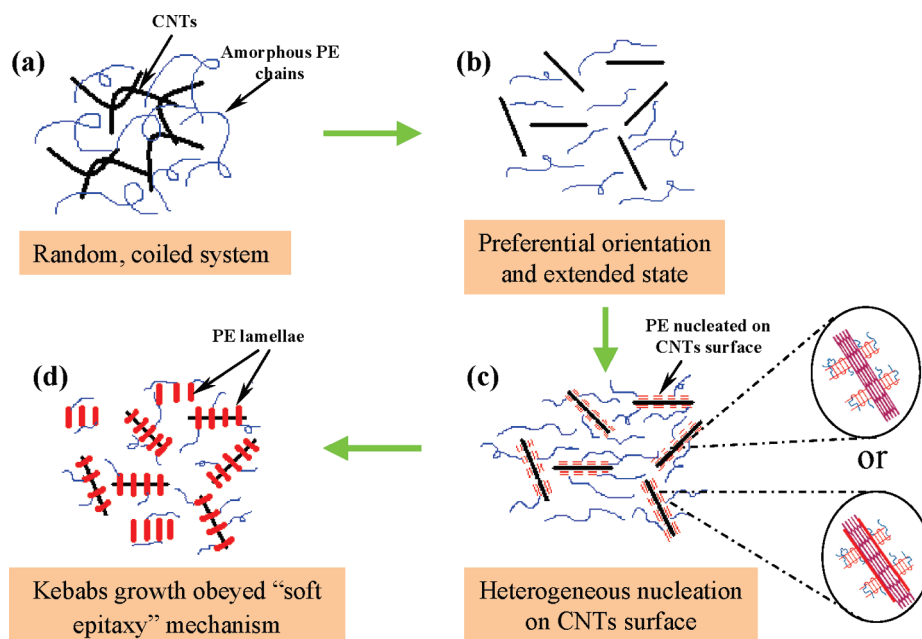 CNTs
Amorphous PE
chains
(a)
Random, coiled system
(b)
Preferential orientation
and extended state
PE nucleated on
CNTs surface
(c)
or
Heterogeneous nucleation
on CNTs surface
PE lamellae
(d)
Kebabs growth obeyed “soft
epitaxy” mechanism